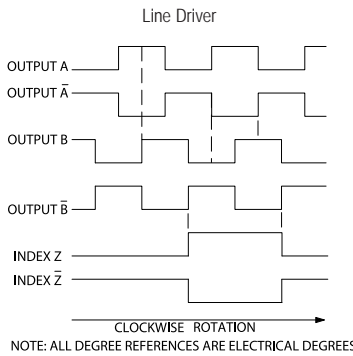 Line Driver
OUTPUT A
OUTPUT A̅
OUTPUT B
OUTPUT B̅
INDEX Z
INDEX Z̅
CLOCKWISE ROTATION
NOTE: ALL DEGREE REFERENCES ARE ELECTRICAL DEGREES